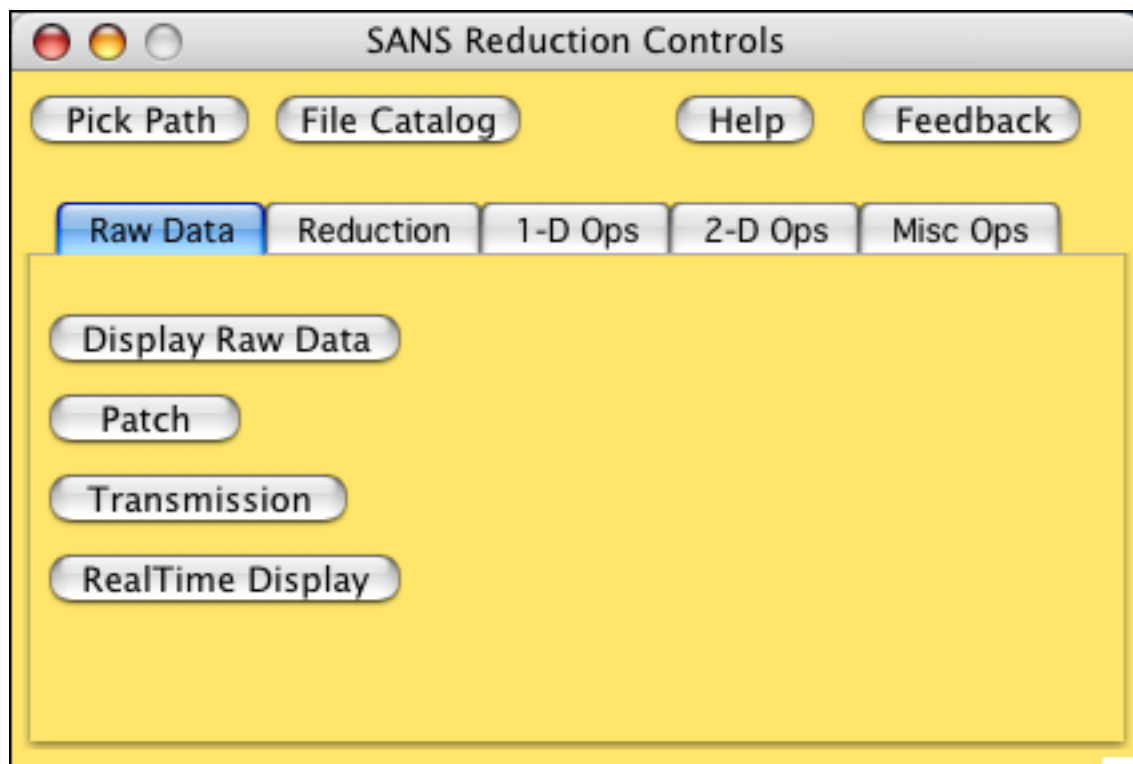 SANS Reduction Controls
Pick Path File Catalog Help Feedback
Raw Data Reduction 1-D Ops 2-D Ops Misc Ops
Display Raw Data
Patch
Transmission
RealTime Display